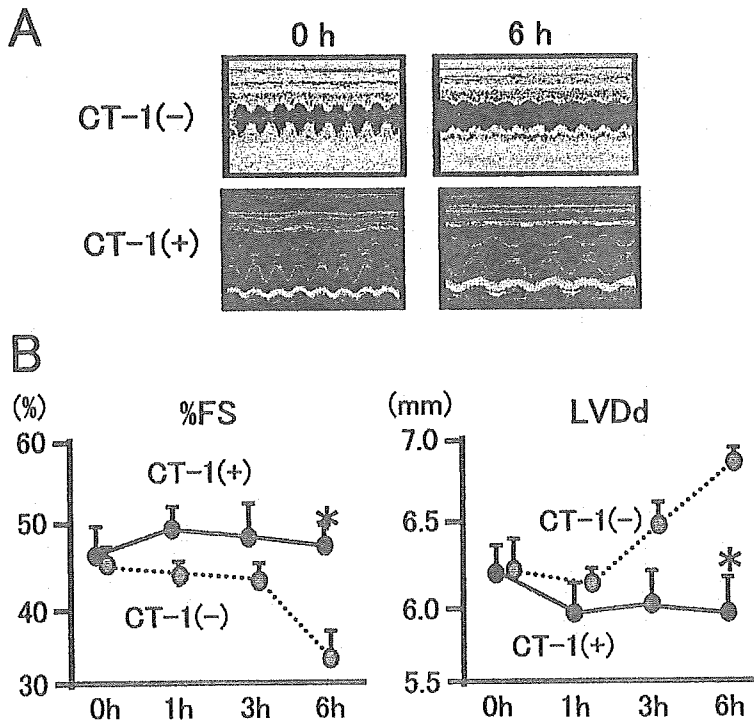 A
0 h 6 h
CT-1(-)
CT-1(+)
B
(%) %FS
60
50
40
30
CT-1(+)
*
CT-1(-)
0h 1h 3h 6h
(mm) LVDd
7.0
6.5
6.0
5.5
CT-1(-)
*
CT-1(+)
0h 1h 3h 6h